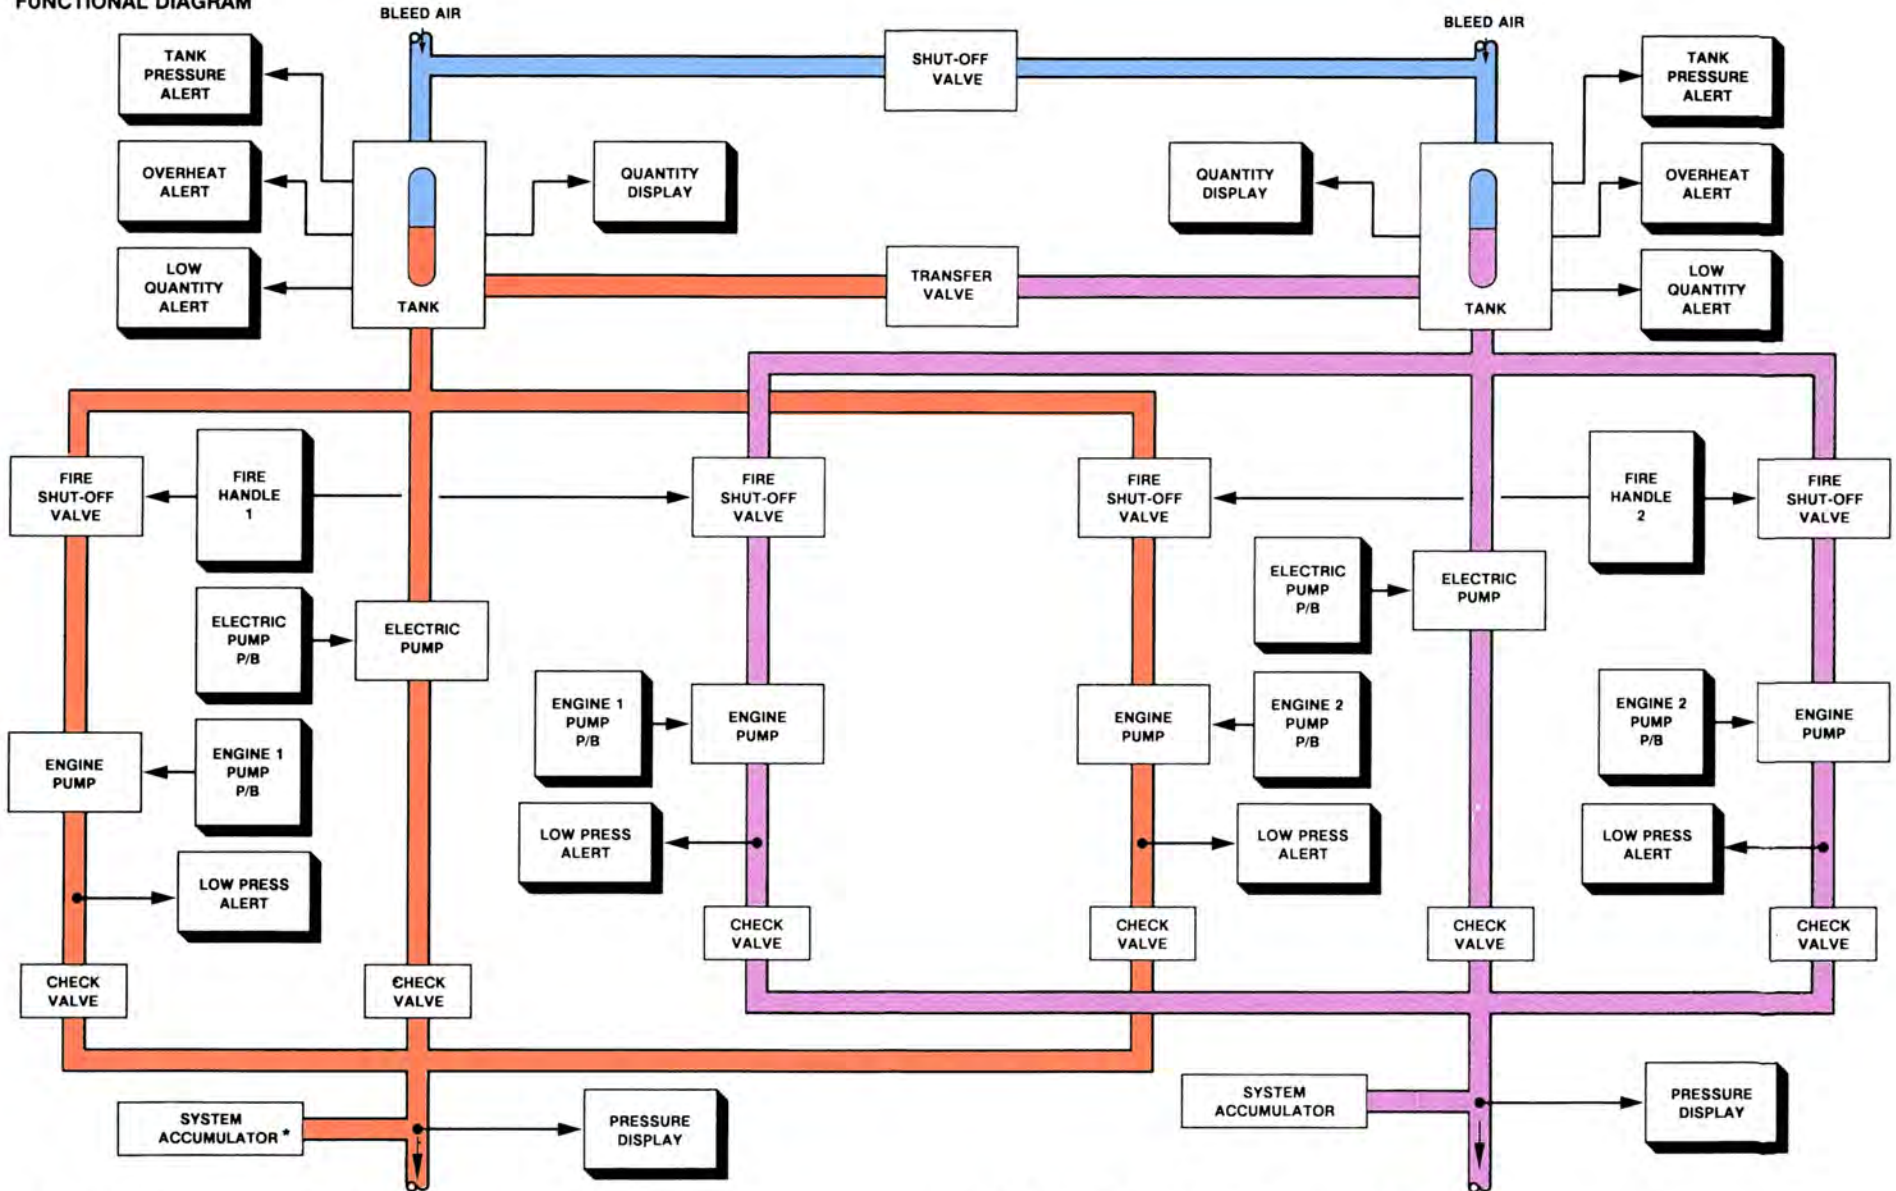 FUNCTIONAL DIAGRAM
BLEED AIR
BLEED AIR
TANK
PRESSURE
ALERT
SHUT-OFF
VALVE
TANK
PRESSURE
ALERT
OVERHEAT
ALERT
QUANTITY
DISPLAY
QUANTITY
DISPLAY
OVERHEAT
ALERT
LOW
QUANTITY
ALERT
TANK
TRANSFER
VALVE
TANK
LOW
QUANTITY
ALERT
FIRE
SHUT-OFF
VALVE
FIRE
HANDLE
1
FIRE
SHUT-OFF
VALVE
FIRE
SHUT-OFF
VALVE
FIRE
HANDLE
2
FIRE
SHUT-OFF
VALVE
ELECTRIC
PUMP
P/B
ELECTRIC
PUMP
ELECTRIC
PUMP
P/B
ELECTRIC
PUMP
ENGINE
PUMP
ENGINE 1
PUMP
P/B
ENGINE 1
PUMP
P/B
ENGINE
PUMP
ENGINE
PUMP
ENGINE 2
PUMP
P/B
ENGINE 2
PUMP
P/B
ENGINE
PUMP
LOW PRESS
ALERT
LOW PRESS
ALERT
LOW PRESS
ALERT
LOW PRESS
ALERT
CHECK
VALVE
CHECK
VALVE
CHECK
VALVE
CHECK
VALVE
CHECK
VALVE
CHECK
VALVE
SYSTEM
ACCUMULATOR *
PRESSURE
DISPLAY
SYSTEM
ACCUMULATOR
PRESSURE
DISPLAY